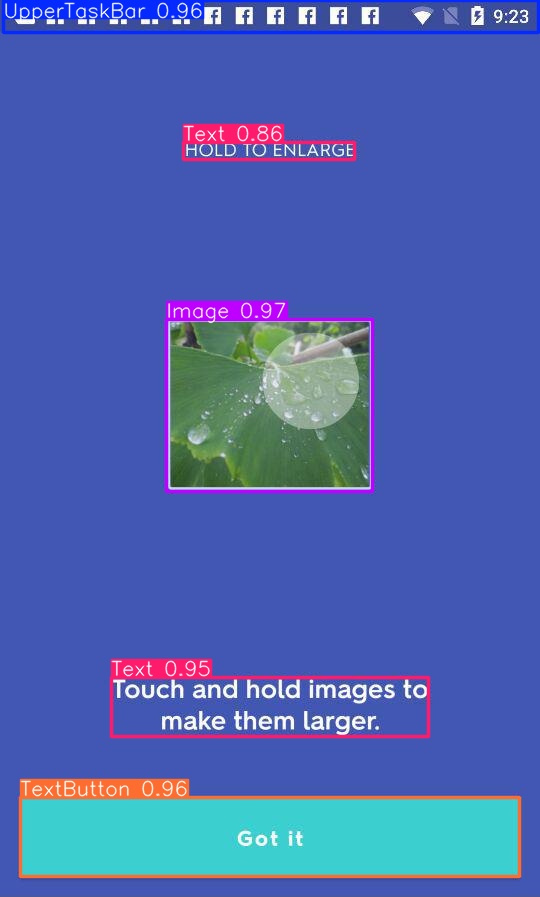 UpperTaskBar 0.96
9:23
Text 0.86
HOLD TO ENLARGE
Image 0.97
Text 0.95
Touch and hold images to
make them larger.
TextButton 0.96
Got it